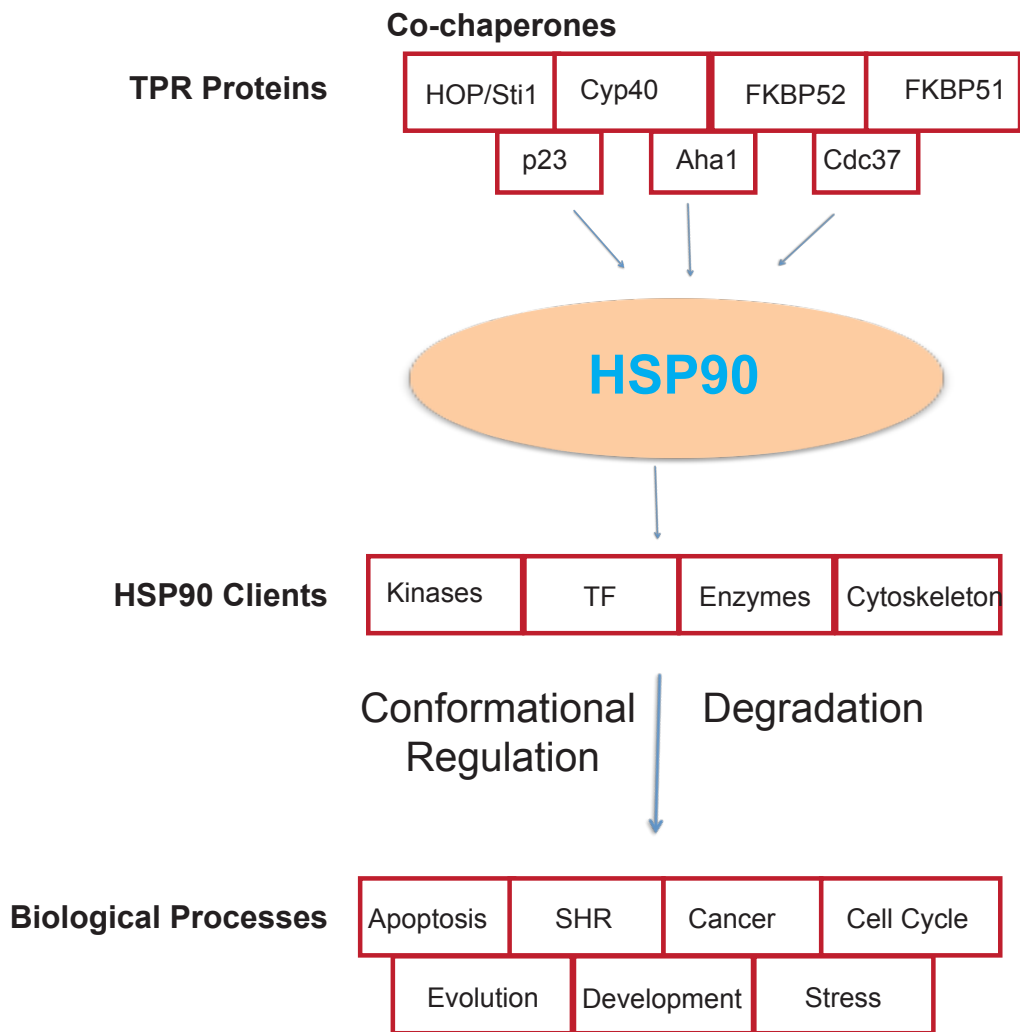 Co-chaperones
TPR Proteins
HOP/Sti1 Cyp40 FKBP52 FKBP51
p23 Aha1 Cdc37
HSP90
HSP90 Clients
Kinases TF Enzymes Cytoskeleton
Conformational
Regulation
Degradation
Biological Processes
Apoptosis SHR Cancer Cell Cycle
Evolution Development Stress